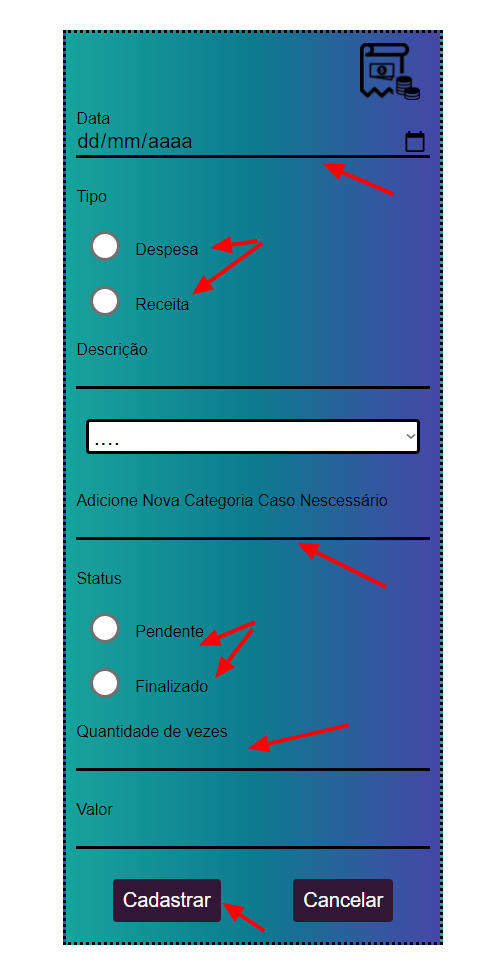 Data
dd/mm/aaaa
Tipo
Despesa
Receita
Descrição
....
Adicione Nova Categoria Caso Nescessário
Status
Pendente
Finalizado
Quantidade de vezes
Valor
Cadastrar Cancelar